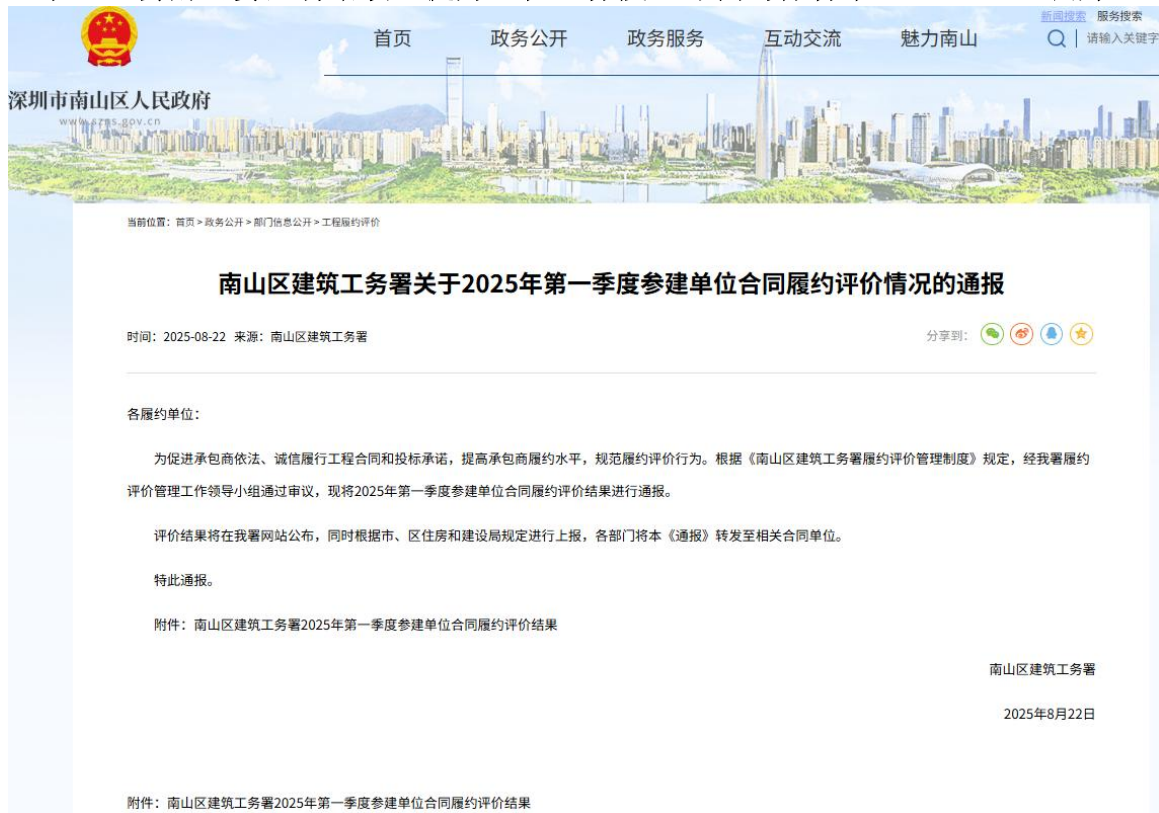 新闻搜索 服务搜索
首页 政务公开 政务服务 互动交流 魅力南山 请输入关键字
深圳市南山区人民政府
www.szns.gov.cn
当前位置：首页>政务公开>部门信息公开>工程履约评价
南山区建筑工务署关于2025年第一季度参建单位合同履约评价情况的通报
时间：2025-08-22 来源：南山区建筑工务署 分享到：
各履约单位：
为促进承包商依法、诚信履行工程合同和投标承诺，提高承包商履约水平，规范履约评价行为。根据《南山区建筑工务署履约评价管理制度》规定，经我署履约
评价管理工作领导小组通过审议，现将2025年第一季度参建单位合同履约评价结果进行通报。
评价结果将在我署网站公布，同时根据市、区住房和建设局规定进行上报，各部门将本《通报》转发至相关合同单位。
特此通报。
附件：南山区建筑工务署2025年第一季度参建单位合同履约评价结果
南山区建筑工务署
2025年8月22日
附件：南山区建筑工务署2025年第一季度参建单位合同履约评价结果